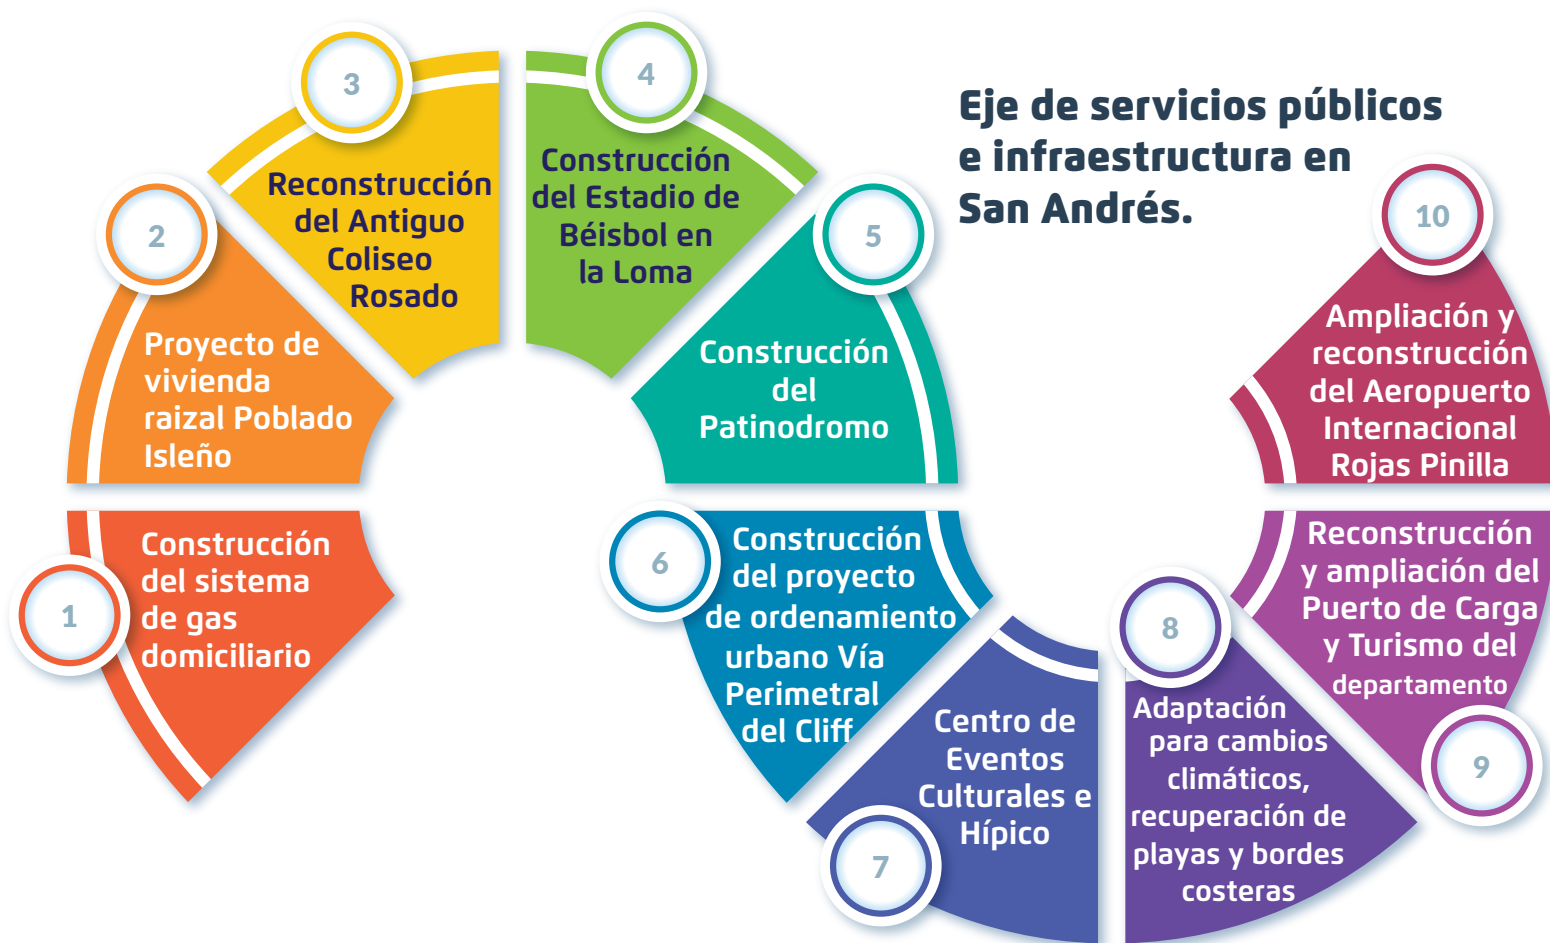 Eje de servicios públicos
e infraestructura en
San Andrés.
1
Construcción
del sistema
de gas
domiciliario
2
Proyecto de
vivienda
raizal Poblado
Isleño
3
Reconstrucción
del Antiguo
Coliseo
Rosado
4
Construcción
del Estadio de
Béisbol en
la Loma
5
Construcción
del
Patinodromo
6
Construcción
del proyecto
de ordenamiento
urbano Vía
Perimetral
del Cliff
7
Centro de
Eventos
Culturales e
Hípico
8
Adaptación
para cambios
climáticos,
recuperación de
playas y bordes
costeras
9
Reconstrucción
y ampliación del
Puerto de Carga
y Turismo del
departamento
10
Ampliación y
reconstrucción
del Aeropuerto
Internacional
Rojas Pinilla